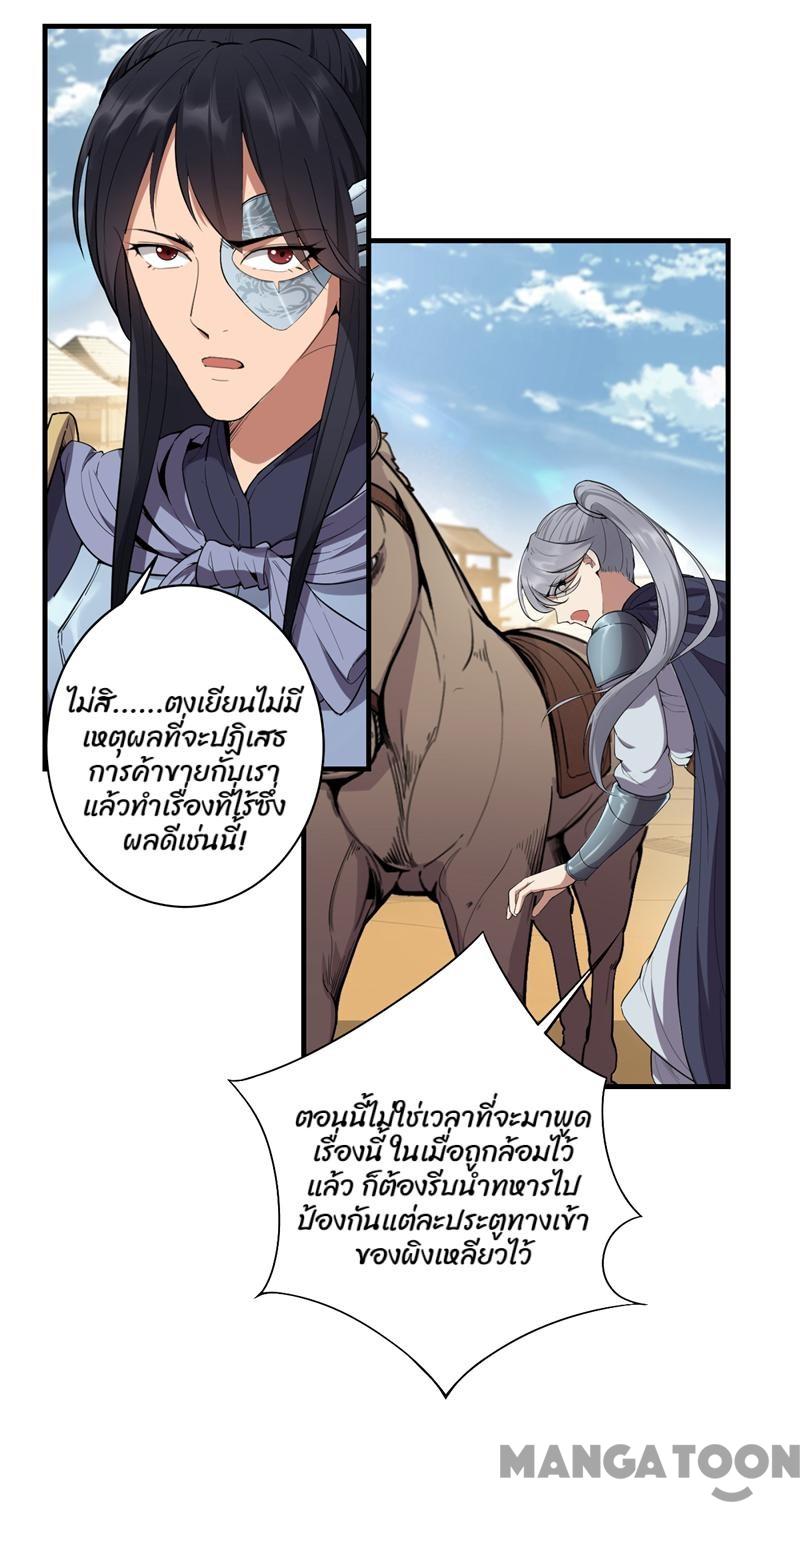 ไม่สิ......ตงเยียนไม่มี
เหตุผลที่จะปฏิเสธ
การค้าขายกับเรา
แล้วทำเรื่องที่ไร้ซึ่ง
ผลดีเช่นนี้!
ตอนนี้ไม่ใช่เวลาที่จะมาพูด
เรื่องนี้ ในเมื่อถูกล้อมไว้
แล้ว ก็ต้องรีบนำทหารไป
ป้องกันแต่ละประตูทางเข้า
ของผิงเหลียวไว้
MANGATOON